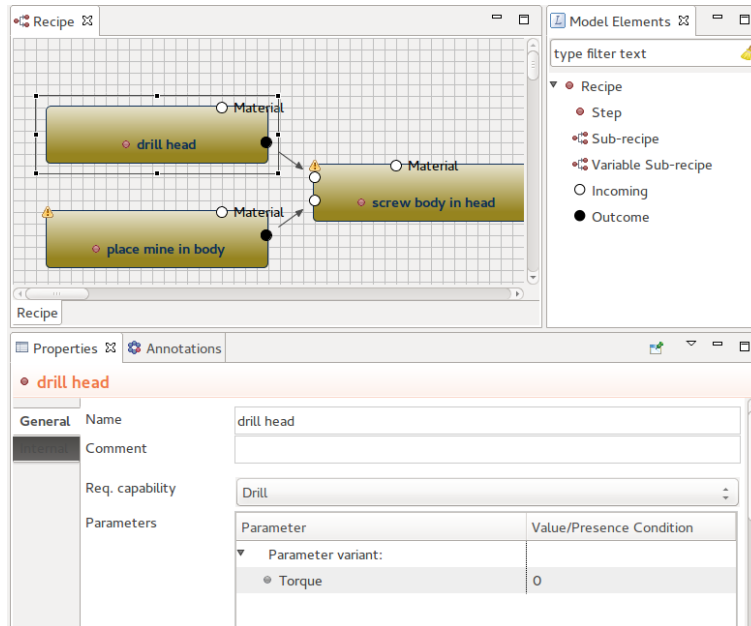 Recipe
Material
drill head
Material
screw body in head
Material
place mine in body
Recipe
Model Elements
type filter text
Recipe
Step
Sub-recipe
Variable Sub-recipe
Incoming
Outcome
Properties
Annotations
drill head
General
Internal
Name
drill head
Comment
Req. capability
Drill
Parameters
Parameter
Value/Presence Condition
Parameter variant:
Torque
0